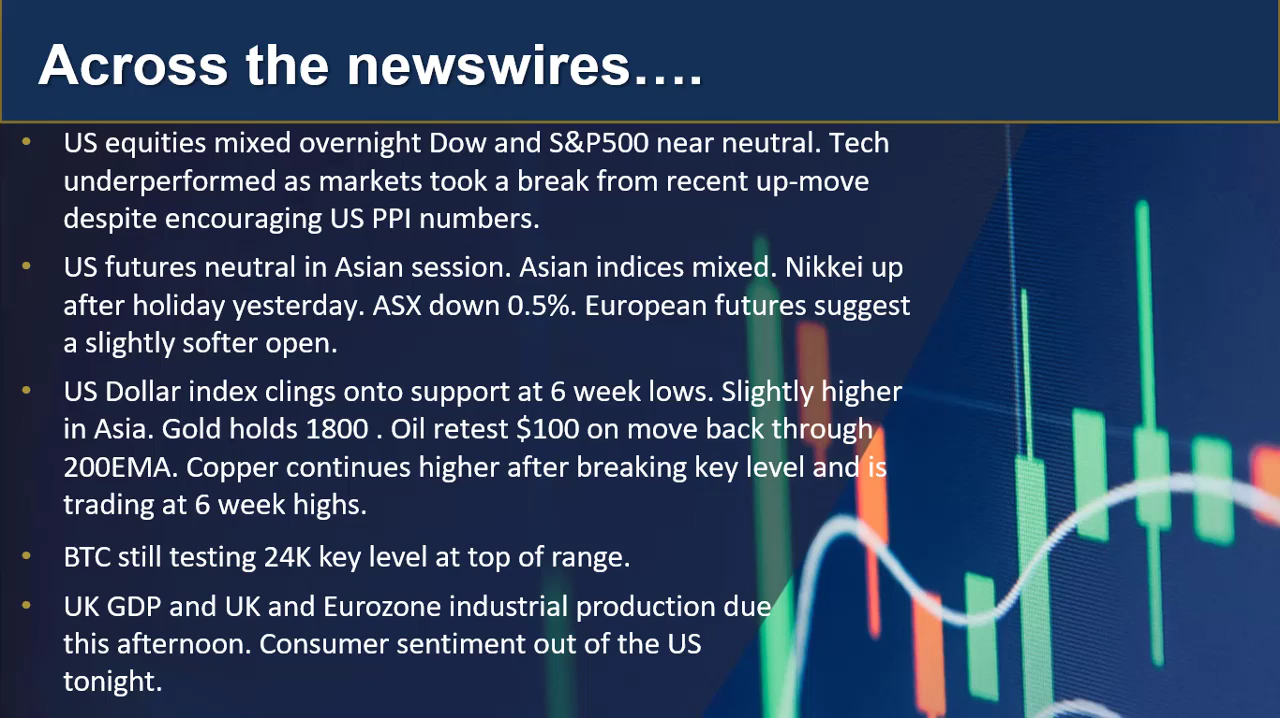 Across the newswires....
• US equities mixed overnight Dow and S&P500 near neutral. Tech
underperformed as markets took a break from recent up-move
despite encouraging US PPI numbers.
• US futures neutral in Asian session. Asian indices mixed. Nikkei up
after holiday yesterday. ASX down 0.5%. European futures suggest
a slightly softer open.
• US Dollar index clings onto support at 6 week lows. Slightly higher
in Asia. Gold holds 1800 . Oil retest $100 on move back through
200EMA. Copper continues higher after breaking key level and is
trading at 6 week highs.
• BTC still testing 24K key level at top of range.
• UK GDP and UK and Eurozone industrial production due
this afternoon. Consumer sentiment out of the US
tonight.